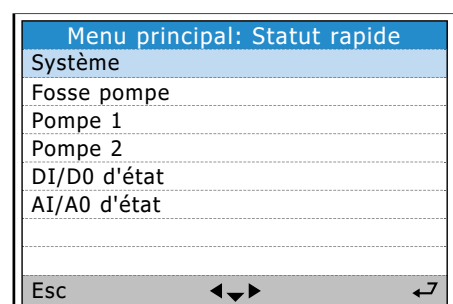 Menu principal: Statut rapide
Système
Fosse pompe
Pompe 1
Pompe 2
DI/D0 d'état
AI/A0 d'état
Esc